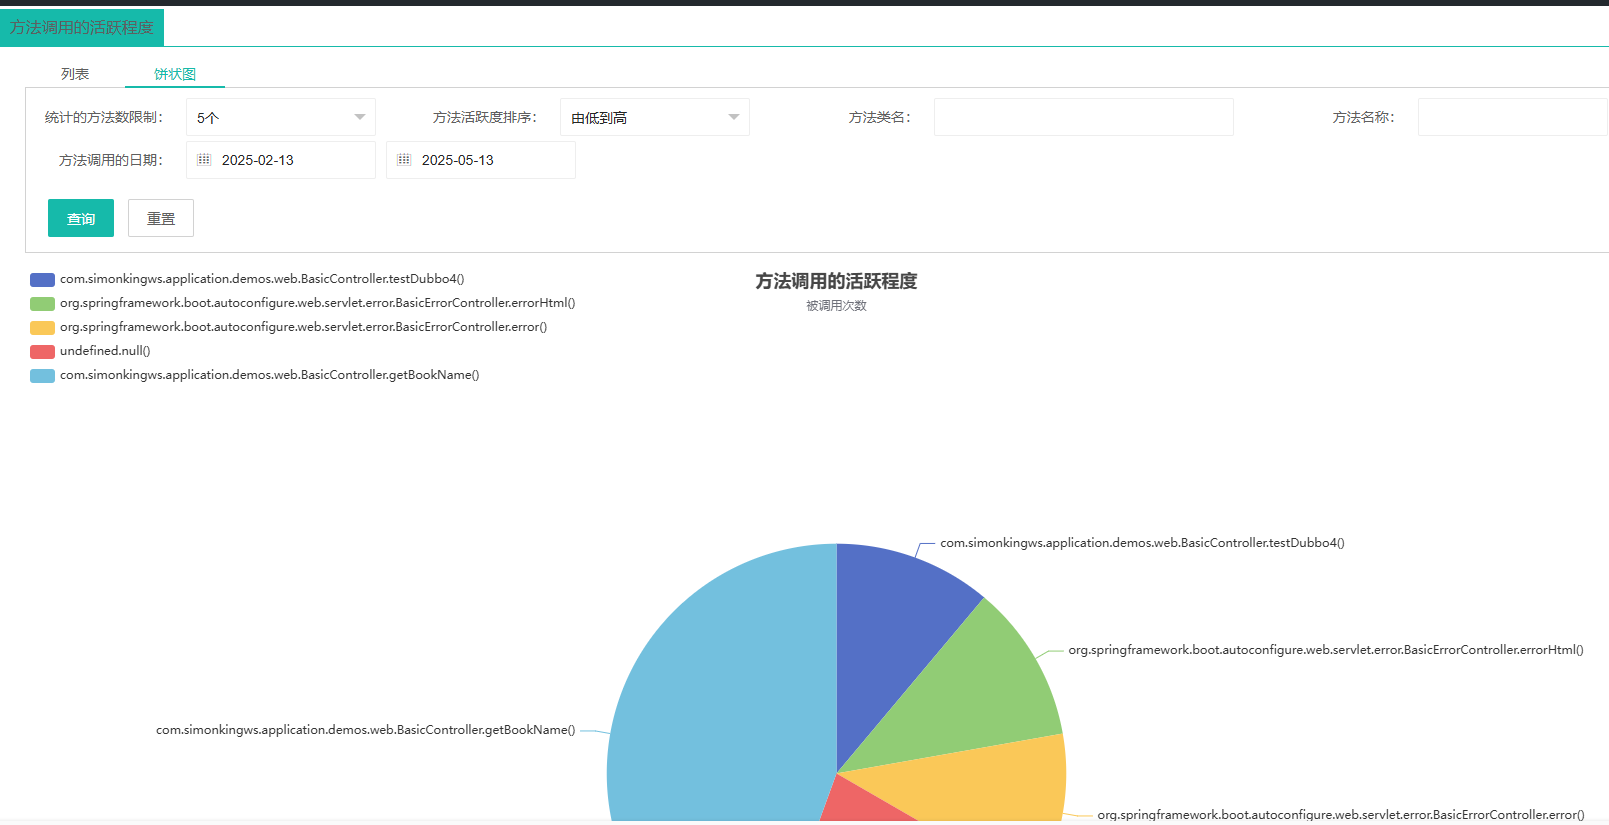 方法调用的活跃程度
列表 饼状图
统计的方法数限制： 5个 方法活跃度排序： 由低到高 方法类名： 方法名称：
方法调用的日期： 2025-02-13 2025-05-13
查询 重置
com.simonkingws.application.demos.web.BasicController.testDubbo4()
org.springframework.boot.autoconfigure.web.servlet.error.BasicErrorController.errorHtml()
org.springframework.boot.autoconfigure.web.servlet.error.BasicErrorController.error()
undefined.null()
com.simonkingws.application.demos.web.BasicController.getBookName()
方法调用的活跃程度
被调用次数
com.simonkingws.application.demos.web.BasicController.testDubbo4()
org.springframework.boot.autoconfigure.web.servlet.error.BasicErrorController.errorHtml()
com.simonkingws.application.demos.web.BasicController.getBookName()
org.springframework.boot.autoconfigure.web.servlet.error.BasicErrorController.error()